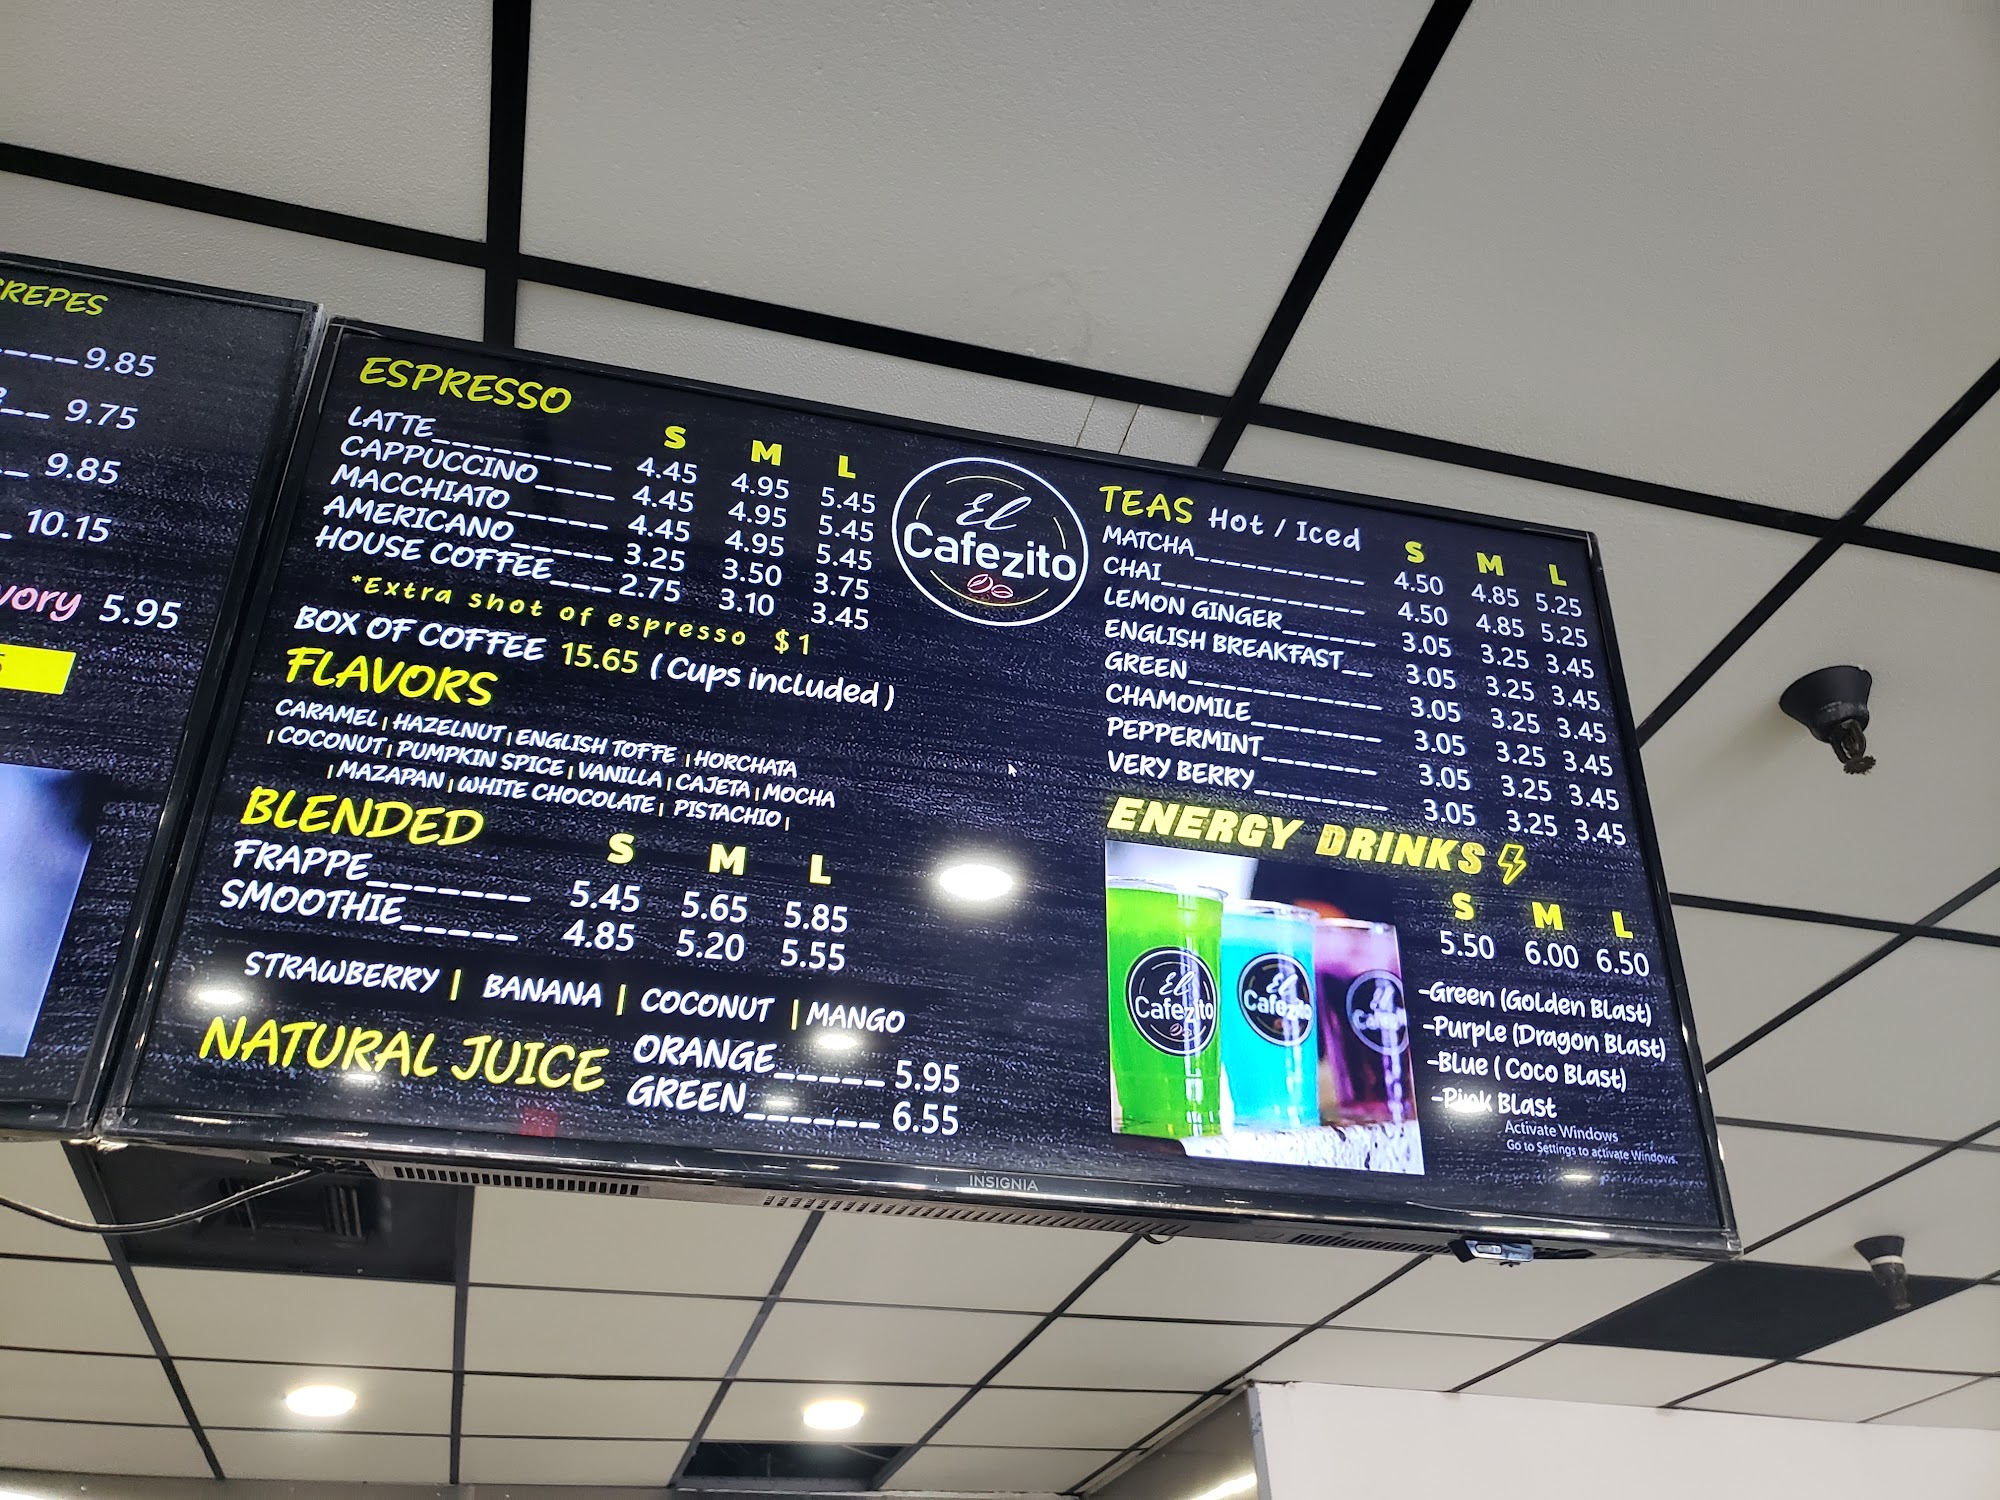 CREPES
9.85
9.75
9.85
10.15
5.95
ESPRESSO
S M L
LATTE 4.45 4.95 5.45
CAPPUCCINO 4.45 4.95 5.45
MACCHIATO 4.45 4.95 5.45
AMERICANO 3.25 3.50 3.75
HOUSE COFFEE 2.75 3.10 3.45
*Extra shot of espresso $1
BOX OF COFFEE 15.65 (Cups included)
FLAVORS
CARAMEL | HAZELNUT | ENGLISH TOFFE | HORCHATA
| COCONUT | PUMPKIN SPICE | VANILLA | CAJETA | MOCHA
| MAZAPAN | WHITE CHOCOLATE | PISTACHIO |
BLENDED
S M L
FRAPPE 5.45 5.65 5.85
SMOOTHIE 4.85 5.20 5.55
STRAWBERRY | BANANA | COCONUT | MANGO
NATURAL JUICE
ORANGE 5.95
GREEN 6.55
El
Cafezito
TEAS Hot / Iced
S M L
MATCHA 4.50 4.85 5.25
CHAI 4.50 4.85 5.25
LEMON GINGER 3.05 3.25 3.45
ENGLISH BREAKFAST 3.05 3.25 3.45
GREEN 3.05 3.25 3.45
CHAMOMILE 3.05 3.25 3.45
PEPPERMINT 3.05 3.25 3.45
VERY BERRY 3.05 3.25 3.45
ENERGY DRINKS
S M L
5.50 6.00 6.50
-Green (Golden Blast)
-Purple (Dragon Blast)
-Blue ( Coco Blast)
-Pink Blast
El
Cafezito
El
Cafezito
El
Activate Windows
Go to Settings to activate Windows.
INSIGNIA